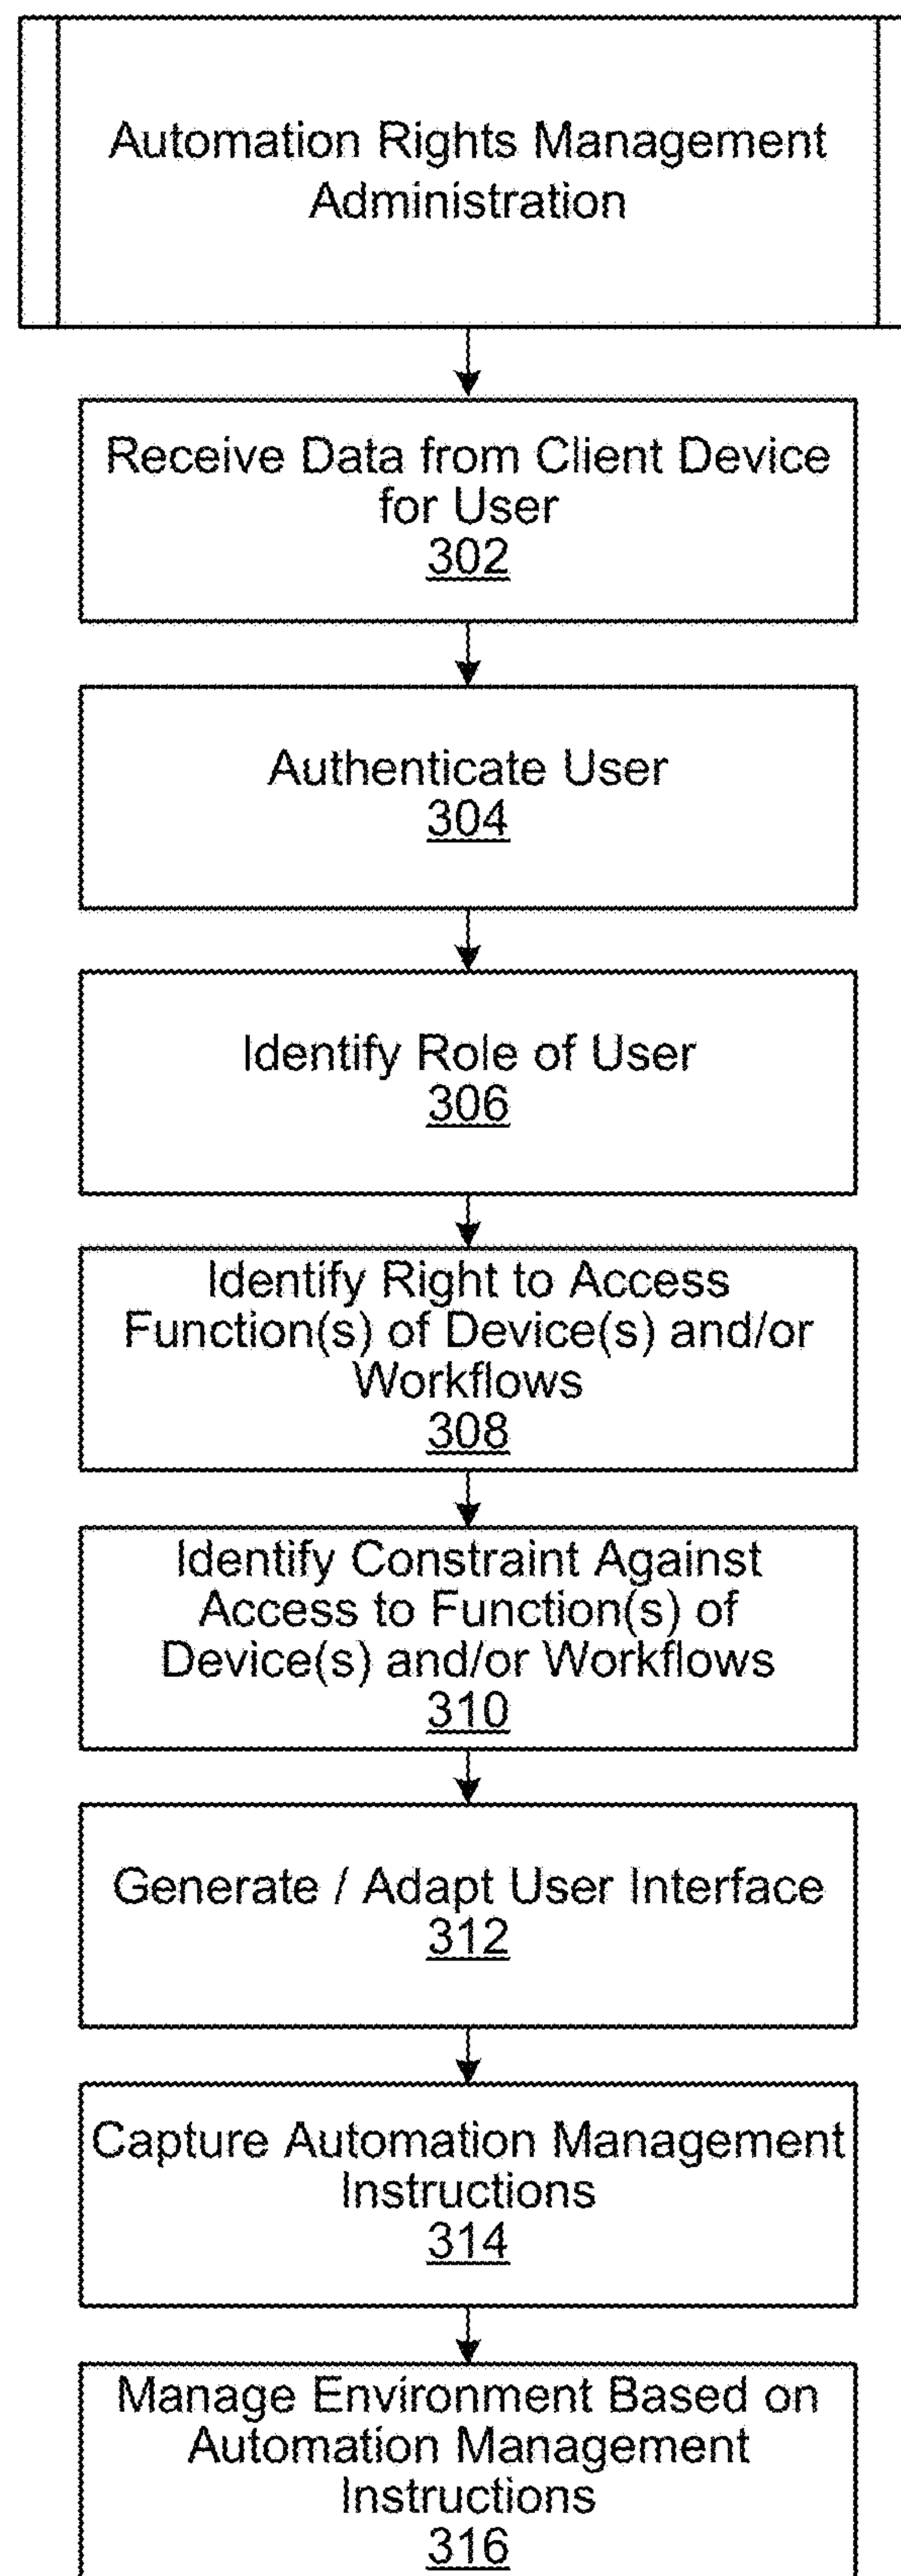 Automation Rights Management
Administration
Receive Data from Client Device
for User
302
Authenticate User
304
Identify Role of User
306
Identify Right to Access
Function(s) of Device(s) and/or
Workflows
308
Identify Constraint Against
Access to Function(s) of
Device(s) and/or Workflows
310
Generate / Adapt User Interface
312
Capture Automation Management
Instructions
314
Manage Environment Based on
Automation Management
Instructions
316